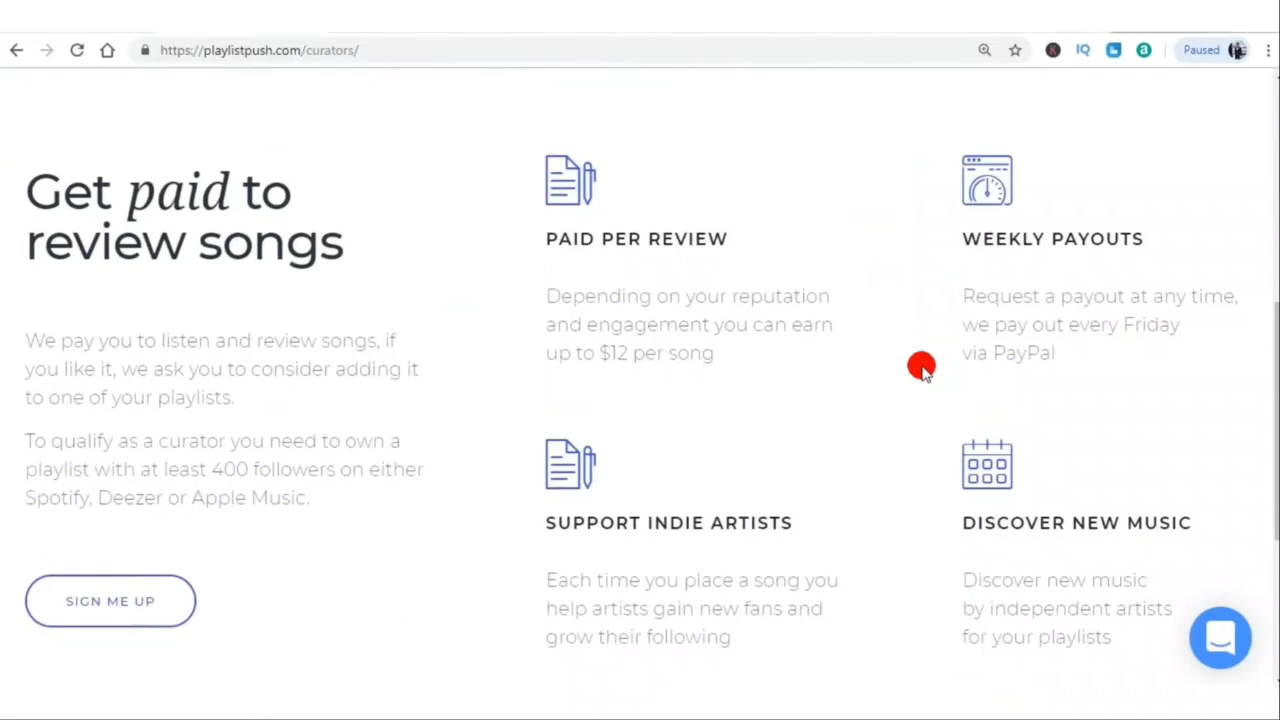 https://playlistpush.com/curators/
IQ
a
Paused
Get paid to
review songs
We pay you to listen and review songs, if
you like it, we ask you to consider adding it
to one of your playlists.
To qualify as a curator you need to own a
playlist with at least 400 followers on either
Spotify, Deezer or Apple Music.
SIGN ME UP
PAID PER REVIEW
Depending on your reputation
and engagement you can earn
up to $12 per song
WEEKLY PAYOUTS
Request a payout at any time,
we pay out every Friday
via PayPal
SUPPORT INDIE ARTISTS
Each time you place a song you
help artists gain new fans and
grow their following
DISCOVER NEW MUSIC
Discover new music
by independent artists
for your playlists